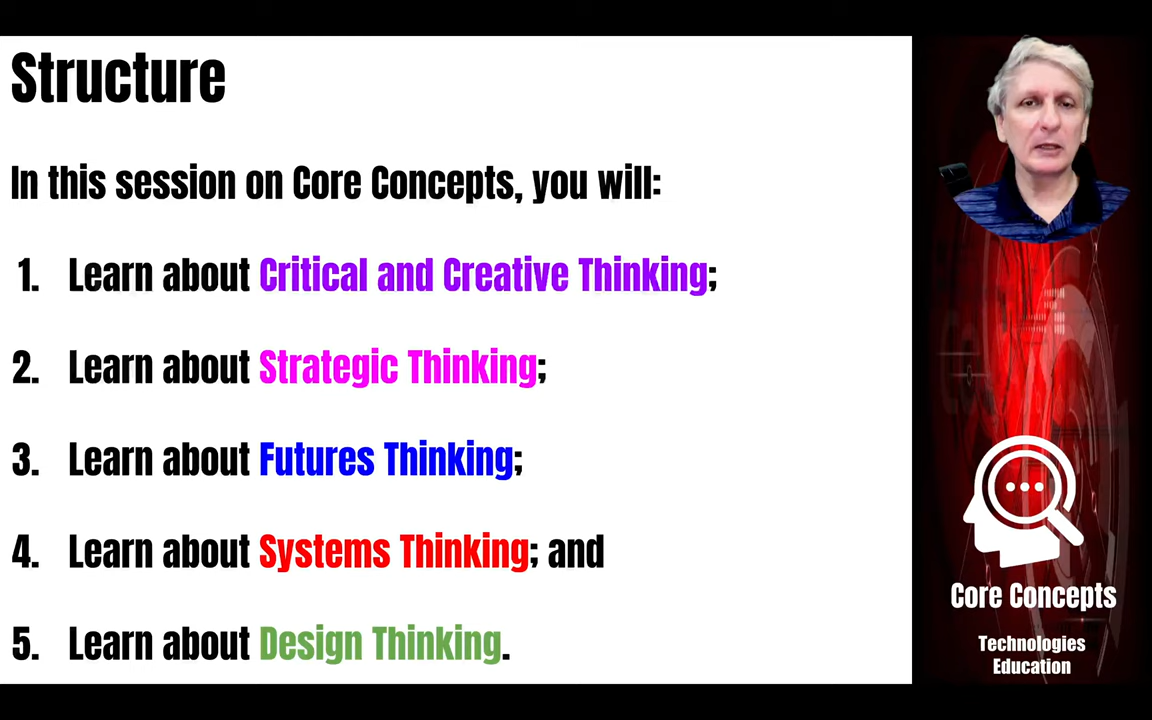 Structure
In this session on Core Concepts, you will:
1. Learn about Critical and Creative Thinking;
2. Learn about Strategic Thinking;
3. Learn about Futures Thinking;
4. Learn about Systems Thinking; and
5. Learn about Design Thinking.
Core Concepts
Technologies
Education